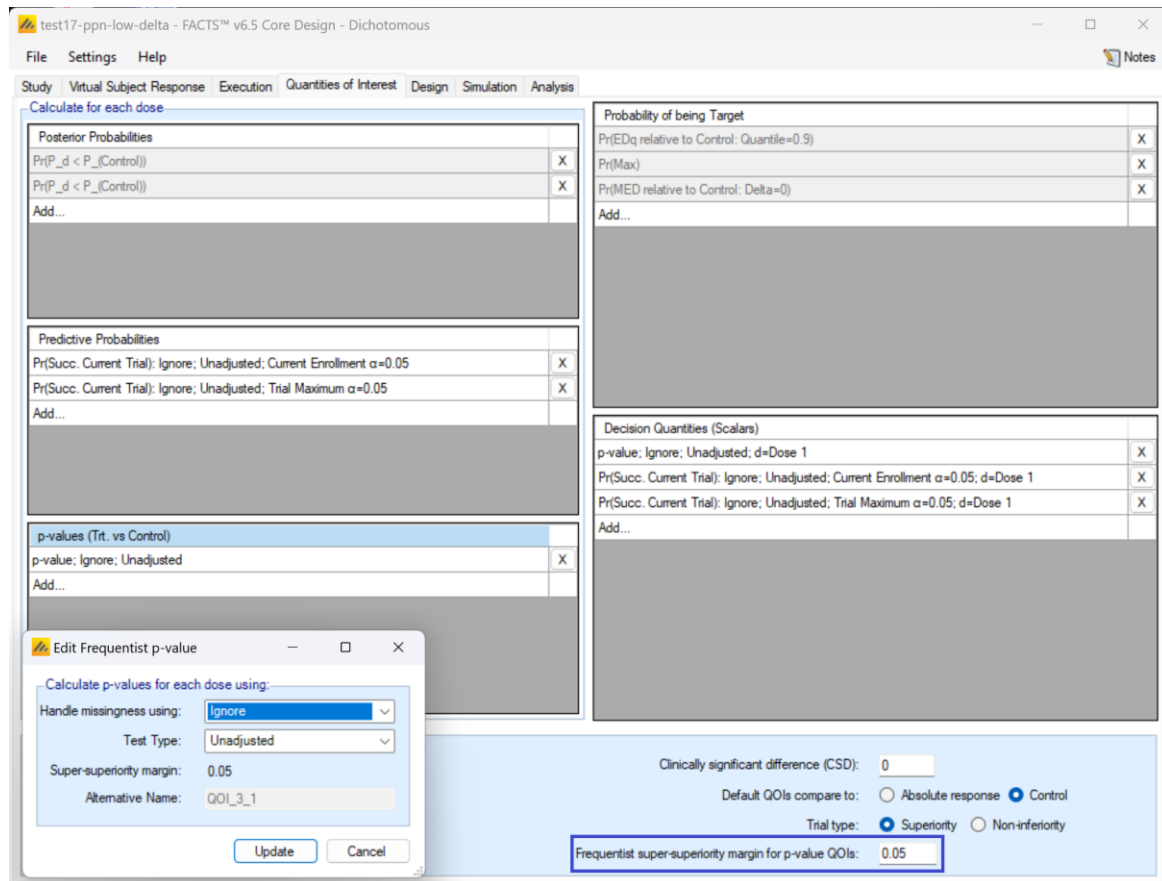 test17-ppn-low-delta - FACTS™ v6.5 Core Design - Dichotomous
File Settings Help
Notes
Study Virtual Subject Response Execution Quantities of Interest Design Simulation Analysis
Calculate for each dose
Posterior Probabilities
Pr(P_d < P_(Control)) X
Pr(P_d < P_(Control)) X
Add...
Predictive Probabilities
Pr(Succ. Current Trial): Ignore; Unadjusted; Current Enrollment α=0.05 X
Pr(Succ. Current Trial): Ignore; Unadjusted; Trial Maximum α=0.05 X
Add...
p-values (Trt. vs Control)
p-value; Ignore; Unadjusted X
Add...
Probability of being Target
Pr(EDq relative to Control: Quantile=0.9) X
Pr(Max) X
Pr(MED relative to Control: Delta=0) X
Add...
Decision Quantities (Scalars)
p-value; Ignore; Unadjusted; d=Dose 1 X
Pr(Succ. Current Trial): Ignore; Unadjusted; Current Enrollment α=0.05; d=Dose 1 X
Pr(Succ. Current Trial): Ignore; Unadjusted; Trial Maximum α=0.05; d=Dose 1 X
Add...
Edit Frequentist p-value
Calculate p-values for each dose using:
Handle missingness using: Ignore
Test Type: Unadjusted
Super-superiority margin: 0.05
Alternative Name: QOI_3_1
Update Cancel
Clinically significant difference (CSD): 0
Default QOIs compare to: Absolute response Control
Trial type: Superiority Non-inferiority
Frequentist super-superiority margin for p-value QOIs: 0.05